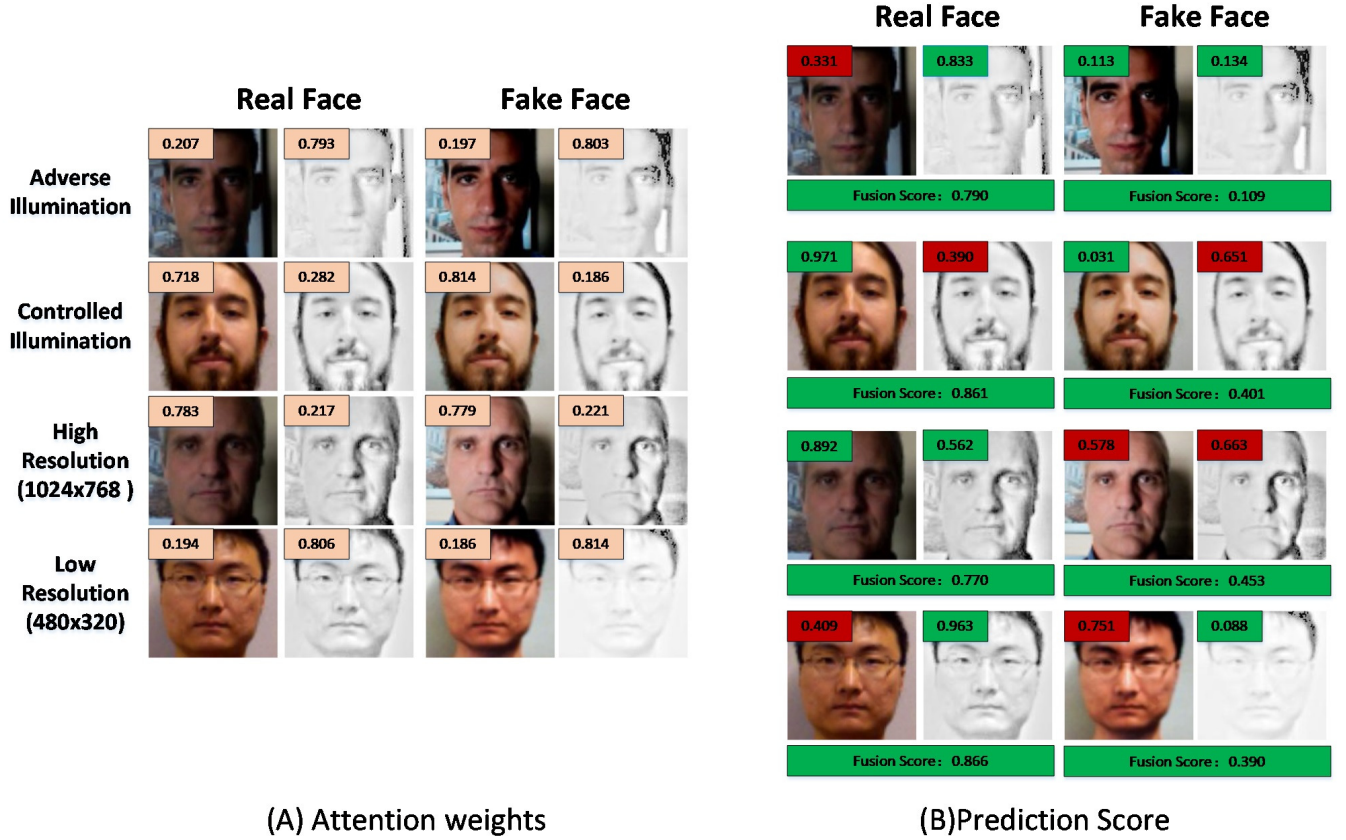 Real Face Fake Face
Adverse
Illumination
0.207 0.793 0.197 0.803
Controlled
Illumination
0.718 0.282 0.814 0.186
High
Resolution
(1024x768 )
0.783 0.217 0.779 0.221
Low
Resolution
(480x320)
0.194 0.806 0.186 0.814
(A) Attention weights
Real Face Fake Face
0.331 0.833 0.113 0.134
Fusion Score：0.790 Fusion Score：0.109
0.971 0.390 0.031 0.651
Fusion Score：0.861 Fusion Score：0.401
0.892 0.562 0.578 0.663
Fusion Score：0.770 Fusion Score：0.453
0.409 0.963 0.751 0.088
Fusion Score：0.866 Fusion Score：0.390
(B)Prediction Score